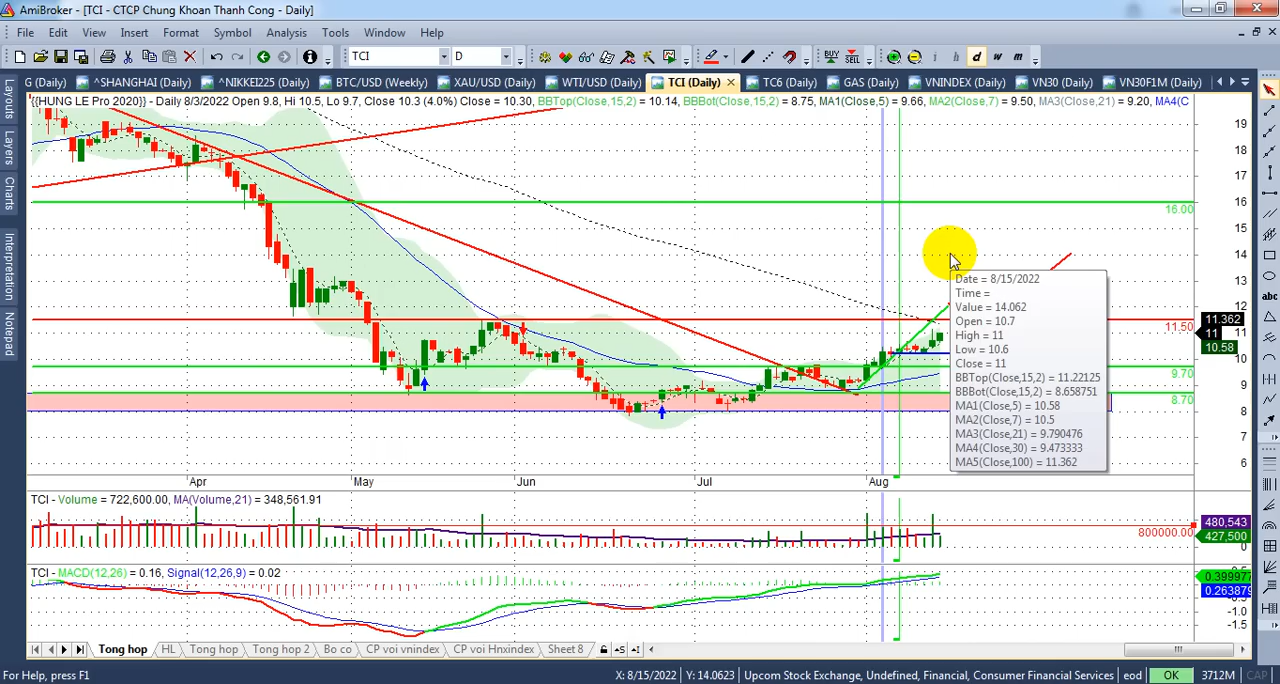 AmiBroker - [TCI - CTCP Chung Khoan Thanh Cong - Daily]
File Edit View Insert Format Symbol Analysis Tools Window Help
TCI D BUY SELL i h d w m
G (Daily) ^SHANGHAI (Daily) ^NIKKEI225 (Daily) BTC/USD (Weekly) XAU/USD (Daily) WTI/USD (Daily) TCI (Daily) TC6 (Daily) GAS (Daily) VNINDEX (Daily) VN30 (Daily) VN30F1M (Daily)
{{HUNG LE Pro 2020}} - Daily 8/3/2022 Open 9.8, Hi 10.5, Lo 9.7, Close 10.3 (4.0%) Close = 10.30, BBTop(Close,15,2) = 10.14, BBBot(Close,15,2) = 8.75, MA1(Close,5) = 9.66, MA2(Close,7) = 9.50, MA3(Close,21) = 9.20, MA4(C
Layouts
Layers
Charts
Interpretation
Notepad
abc
19
18
17
16
16.00
15
14
13
12
11.362
11.50
11
10.58
10
9.70
9
8.70
8
7
6
Date = 8/15/2022
Time =
Value = 14.062
Open = 10.7
High = 11
Low = 10.6
Close = 11
BBTop(Close,15,2) = 11.22125
BBBot(Close,15,2) = 8.658751
MA1(Close,5) = 10.58
MA2(Close,7) = 10.5
MA3(Close,21) = 9.790476
MA4(Close,30) = 9.473333
MA5(Close,100) = 11.362
Apr May Jun Jul Aug
TCI - Volume = 722,600.00, MA(Volume,21) = 348,561.91
480,543
800000.00
427,500
0
TCI - MACD(12,26) = 0.16, Signal(12,26,9) = 0.02
0.399977
0.263879
-1.0
-1.5
Tong hop HL Tong hop Tong hop 2 Bo co CP voi vnindex CP voi Hnxindex Sheet 8
For Help, press F1 X: 8/15/2022 Y: 14.0623 Upcom Stock Exchange, Undefined, Financial, Consumer Financial Services eod OK 3712M CAP